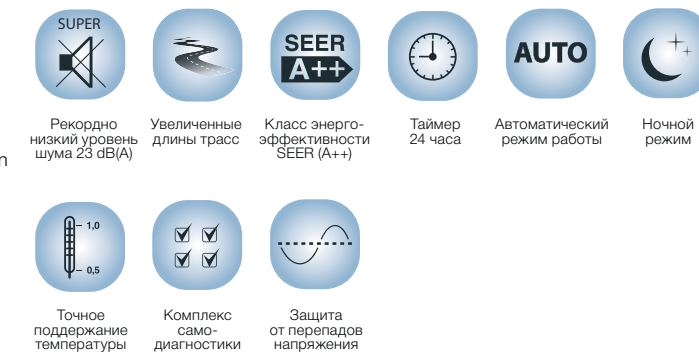 SUPER
SEER
A++
AUTO
Рекордно
низкий уровень
шума 23 dB(A)
Увеличенные
длины трасс
Класс энерго-
эффективности
SEER (A++)
Таймер
24 часа
Автоматический
режим работы
Ночной
режим
n
1,0
0,5
Точное
поддержание
температуры
Комплекс
само-
диагностики
Защита
от перепадов
напряжения